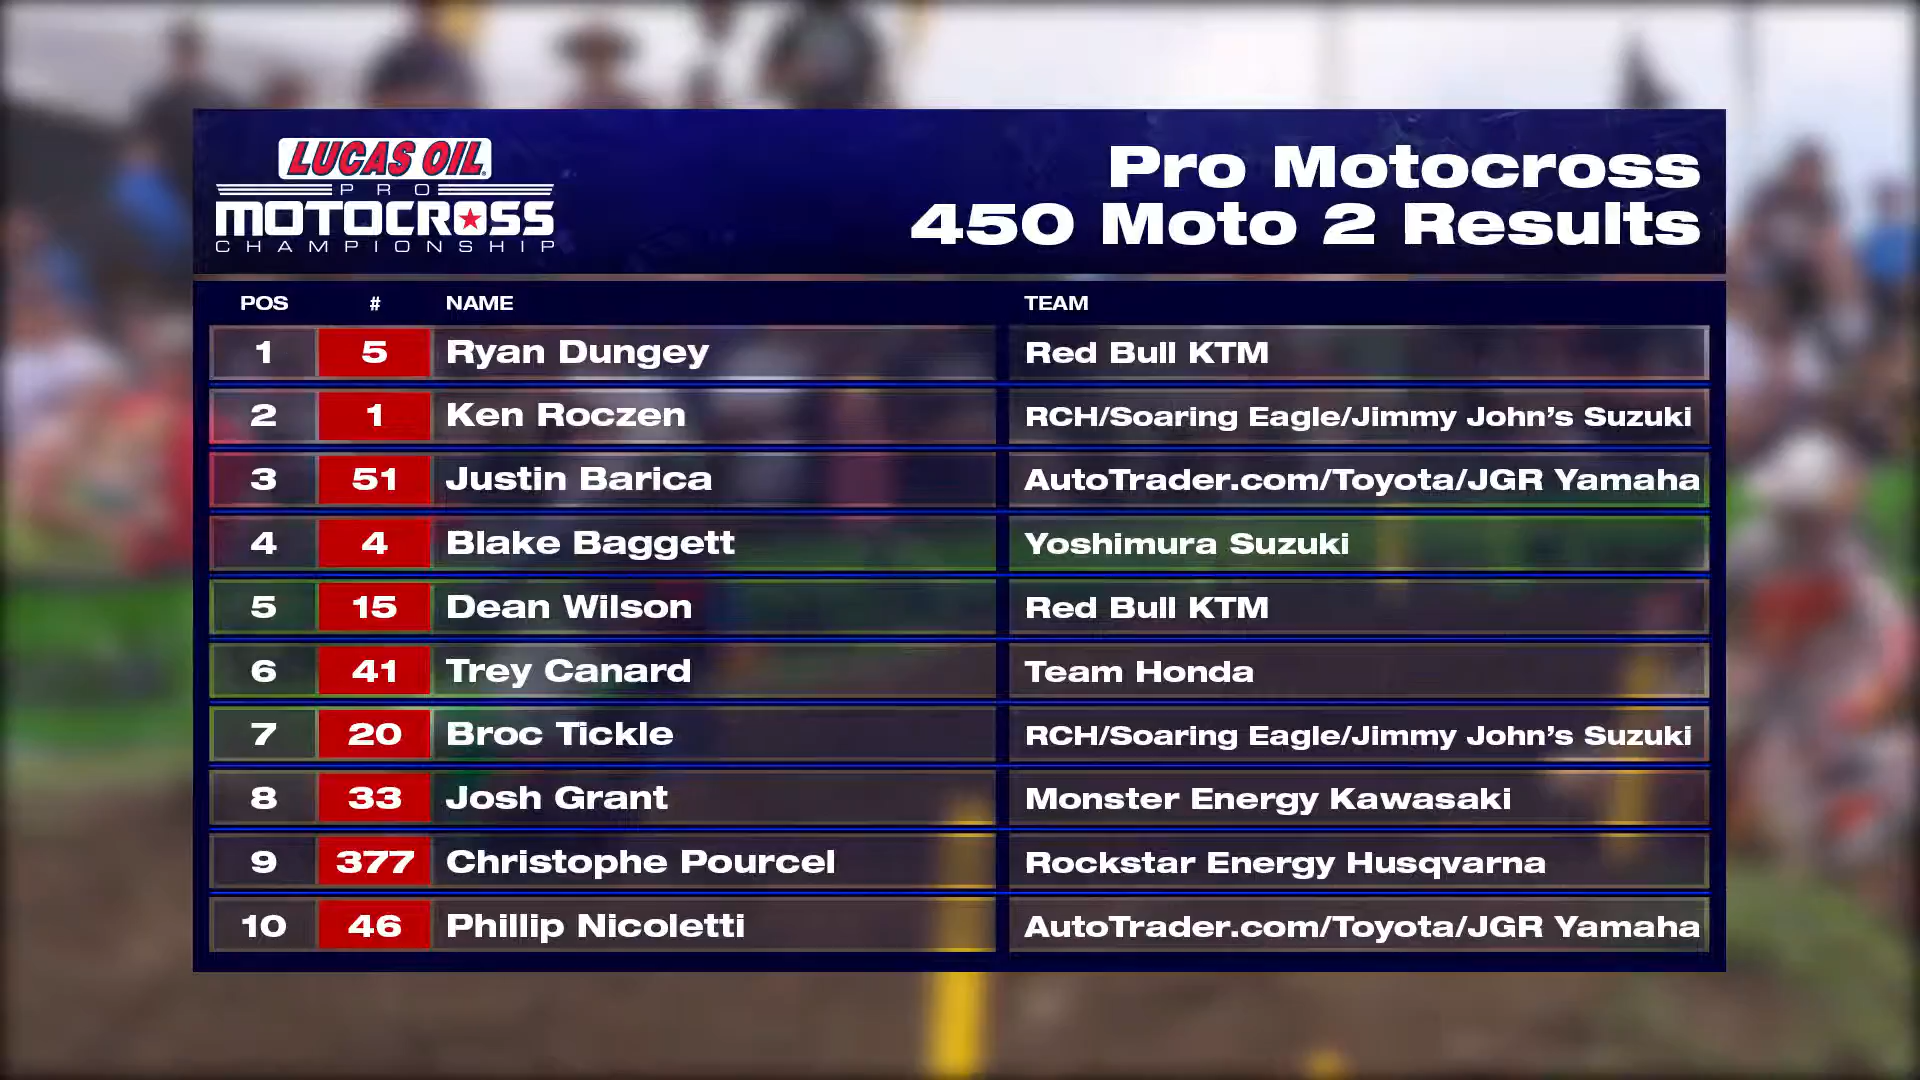 LUCAS OIL
PRO
MOTOCROSS
CHAMPIONSHIP
Pro Motocross
450 Moto 2 Results
POS # NAME TEAM
1 5 Ryan Dungey Red Bull KTM
2 1 Ken Roczen RCH/Soaring Eagle/Jimmy John's Suzuki
3 51 Justin Barica AutoTrader.com/Toyota/JGR Yamaha
4 4 Blake Baggett Yoshimura Suzuki
5 15 Dean Wilson Red Bull KTM
6 41 Trey Canard Team Honda
7 20 Broc Tickle RCH/Soaring Eagle/Jimmy John's Suzuki
8 33 Josh Grant Monster Energy Kawasaki
9 377 Christophe Pourcel Rockstar Energy Husqvarna
10 46 Phillip Nicoletti AutoTrader.com/Toyota/JGR Yamaha